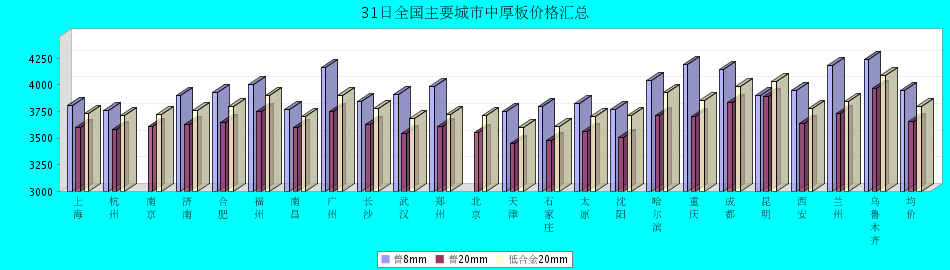 31日全国主要城市中厚板价格汇总
4250
4000
3750
3500
3250
3000
上海
杭州
南京
济南
合肥
福州
南昌
广州
长沙
武汉
郑州
北京
天津
石家庄
太原
沈阳
哈尔滨
重庆
成都
昆明
西安
兰州
乌鲁木齐
均价
普8mm 普20mm 低合金20mm